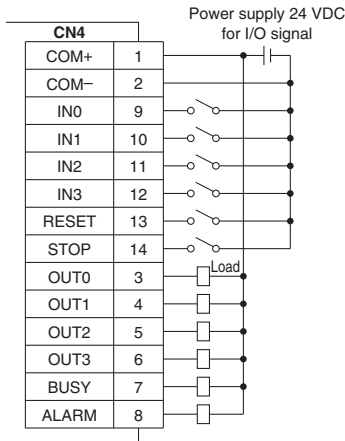 Power supply 24 VDC
for I/O signal
CN4
COM+ 1
COM− 2
IN0 9
IN1 10
IN2 11
IN3 12
RESET 13
STOP 14
OUT0 3 Load
OUT1 4
OUT2 5
OUT3 6
BUSY 7
ALARM 8